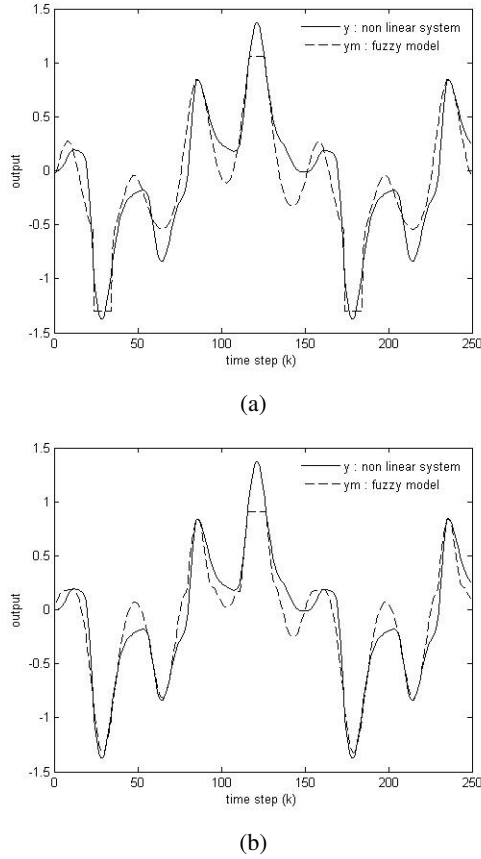 1.5
1
0.5
0
-0.5
-1
-1.5
output
y : non linear system
ym : fuzzy model
0 50 100 150 200 250
time step (k)
(a)
1.5
1
0.5
0
-0.5
-1
-1.5
output
y : non linear system
ym : fuzzy model
0 50 100 150 200 250
time step (k)
(b)